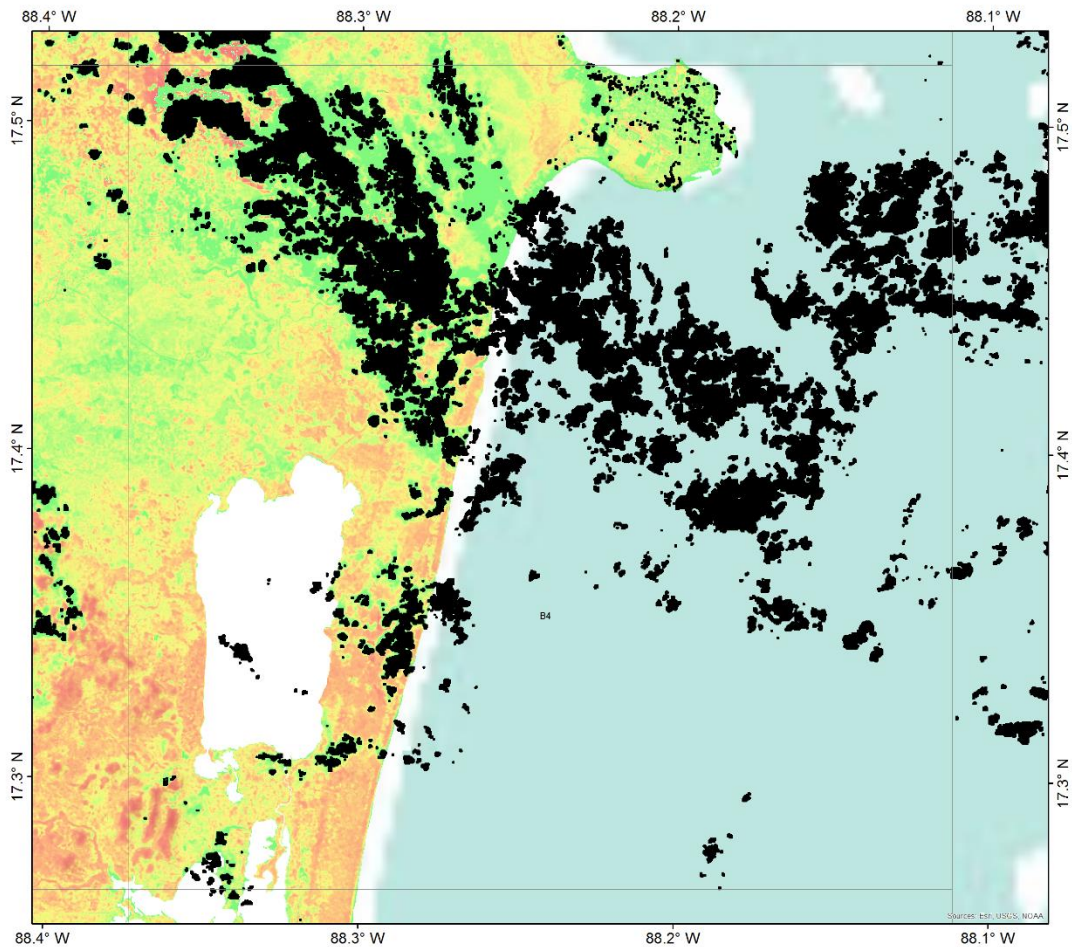 88.4° W 88.3° W 88.2° W 88.1° W
17.5° N 17.5° N
17.4° N 17.4° N
B4
17.3° N 17.3° N
Sources: Esri, USGS, NOAA
88.4° W 88.3° W 88.2° W 88.1° W